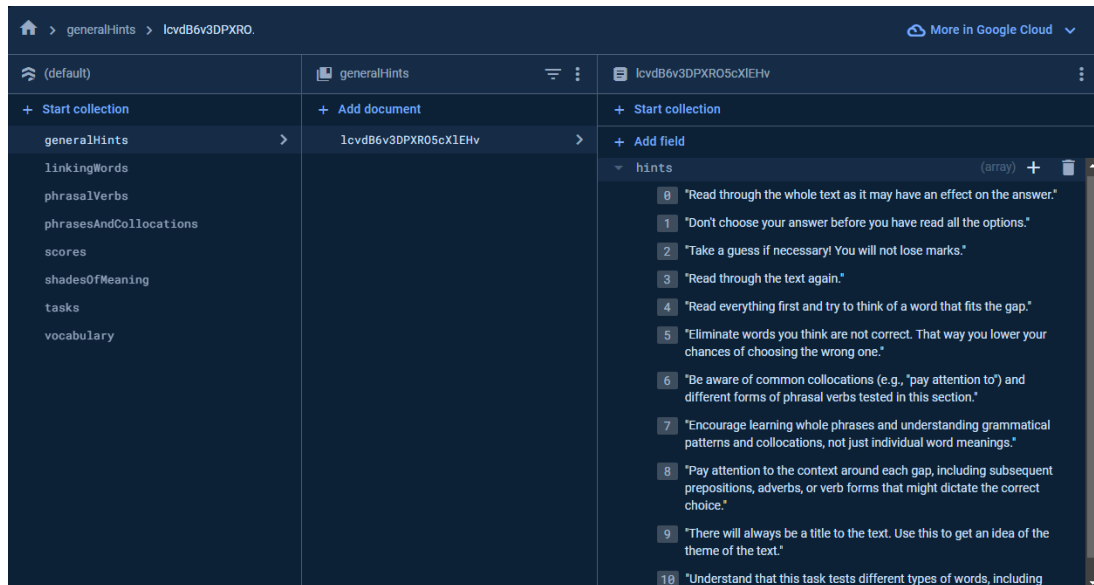 generalHints > lcvdB6v3DPXRO.
More in Google Cloud
(default)
generalHints
lcvdB6v3DPXRO5cXlEHv
+ Start collection
+ Add document
+ Start collection
generalHints
lcvdB6v3DPXRO5cXlEHv
+ Add field
linkingWords
phrasalVerbs
phrasesAndCollocations
scores
shadesOfMeaning
tasks
vocabulary
hints
(array) +
0 "Read through the whole text as it may have an effect on the answer."
1 "Don't choose your answer before you have read all the options."
2 "Take a guess if necessary! You will not lose marks."
3 "Read through the text again."
4 "Read everything first and try to think of a word that fits the gap."
5 "Eliminate words you think are not correct. That way you lower your
chances of choosing the wrong one."
6 "Be aware of common collocations (e.g., "pay attention to") and
different forms of phrasal verbs tested in this section."
7 "Encourage learning whole phrases and understanding grammatical
patterns and collocations, not just individual word meanings."
8 "Pay attention to the context around each gap, including subsequent
prepositions, adverbs, or verb forms that might dictate the correct
choice."
9 "There will always be a title to the text. Use this to get an idea of the
theme of the text."
10 "Understand that this task tests different types of words, including